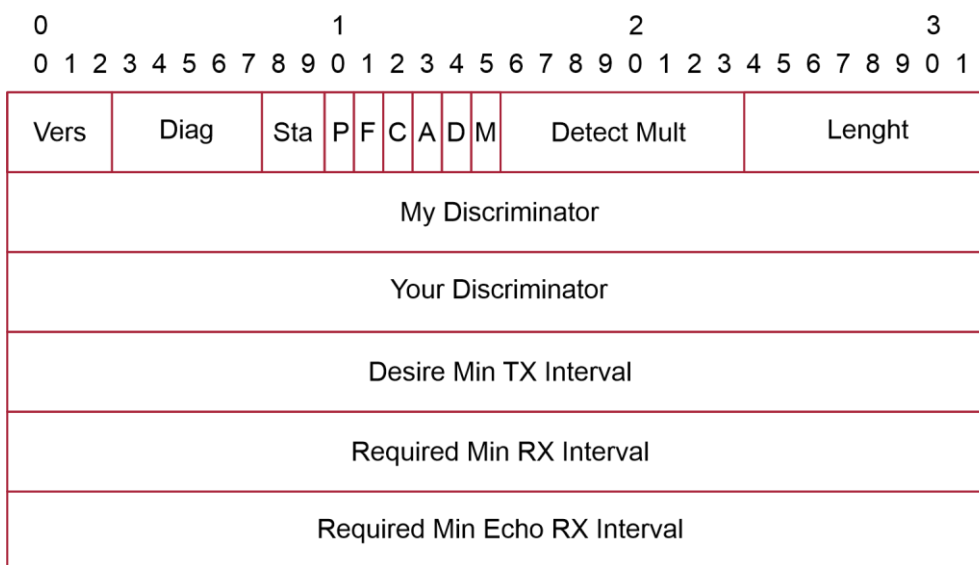 0 1 2 3
0 1 2 3 4 5 6 7 8 9 0 1 2 3 4 5 6 7 8 9 0 1 2 3 4 5 6 7 8 9 0 1
Vers Diag Sta P F C A D M Detect Mult Lenght
My Discriminator
Your Discriminator
Desire Min TX Interval
Required Min RX Interval
Required Min Echo RX Interval